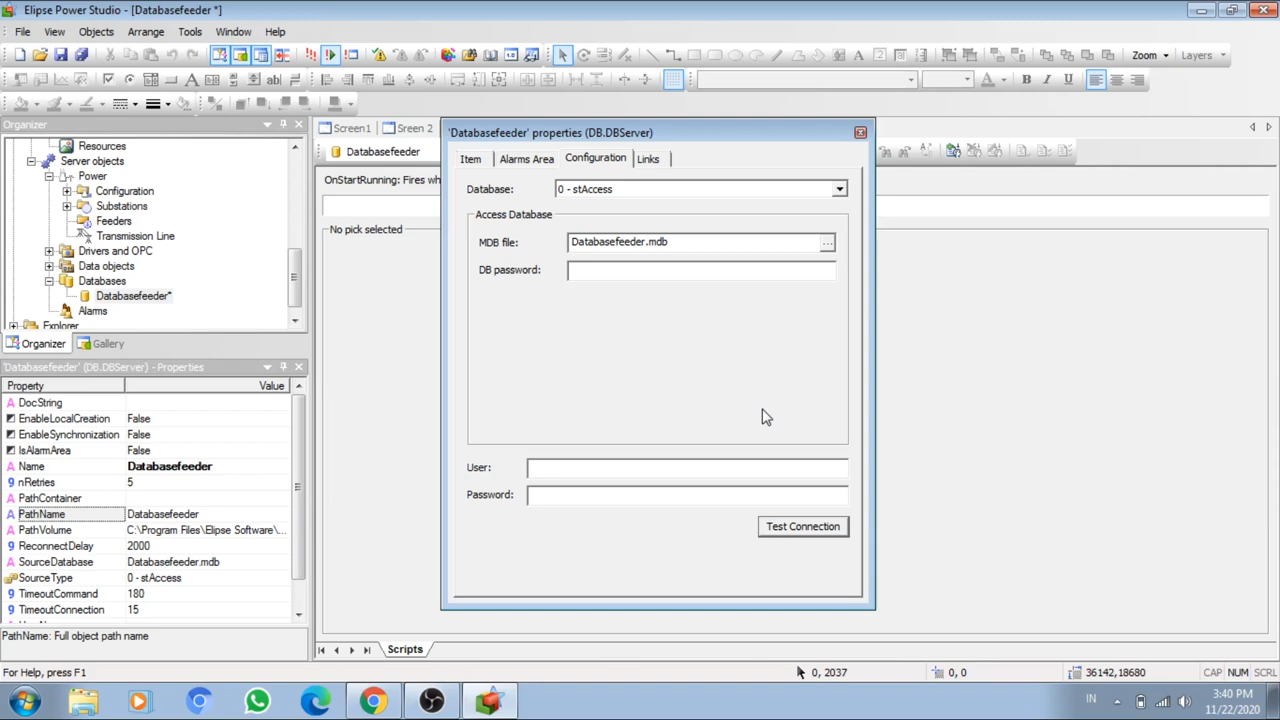 Elipse Power Studio - [Databasefeeder *]
File View Objects Arrange Tools Window Help
Zoom Layers
A B I U
Organizer
Resources
Server objects
Power
Configuration
Substations
Feeders
Transmission Line
Drivers and OPC
Data objects
Databases
Databasefeeder*
Alarms
Explorer
Organizer Gallery
'Databasefeeder' (DB.DBServer) - Properties
Property Value
DocString
EnableLocalCreation False
EnableSynchronization False
IsAlarmArea False
Name Databasefeeder
nRetries 5
PathContainer
PathName Databasefeeder
PathVolume C:\Program Files\Elipse Software\...
ReconnectDelay 2000
SourceDatabase Databasefeeder.mdb
SourceType 0 - stAccess
TimeoutCommand 180
TimeoutConnection 15
PathName: Full object path name
Screen1 Sreen 2
Databasefeeder
OnStartRunning: Fires wh
No pick selected
'Databasefeeder' properties (DB.DBServer)
Item Alarms Area Configuration Links
Database: 0 - stAccess
Access Database
MDB file: Databasefeeder.mdb ...
DB password:
User:
Password:
Test Connection
Scripts
For Help, press F1
0, 2037 0, 0 36142,18680 CAP NUM SCRL
IN 3:40 PM
11/22/2020